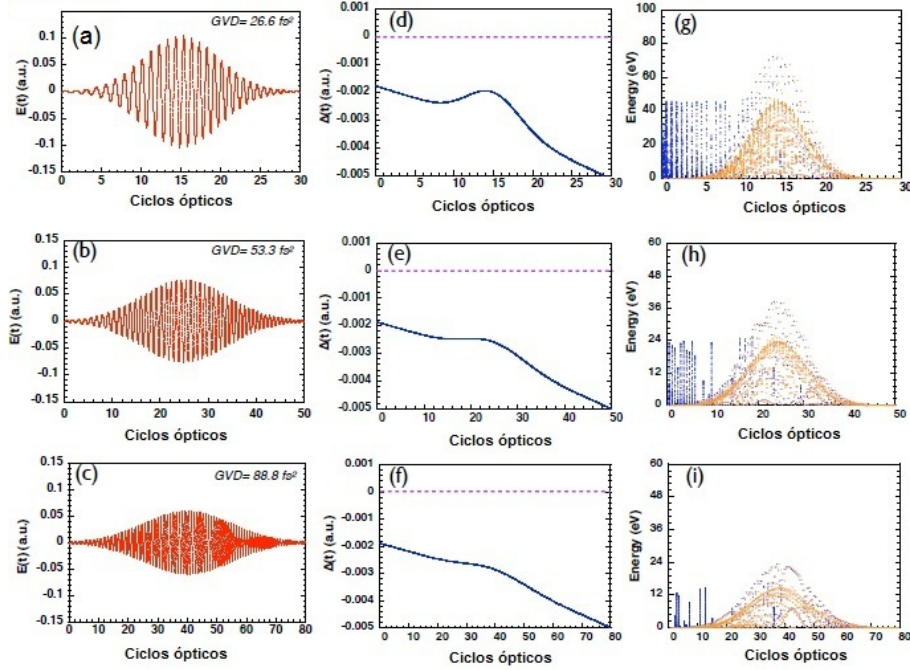 (a)
GVD= 26.6 fs²
E(t) (a.u.)
0.15
0.1
0.05
0
-0.05
-0.1
-0.15
0 5 10 15 20 25 30
Ciclos ópticos
(d)
Δ(t) (a.u.)
0.001
0
-0.001
-0.002
-0.003
-0.004
-0.005
0 5 10 15 20 25 30
Ciclos ópticos
(g)
Energy (eV)
100
80
60
40
20
0
0 5 10 15 20 25 30
Ciclos ópticos
(b)
GVD= 53.3 fs²
E(t) (a.u.)
0.15
0.1
0.05
0
-0.05
-0.1
-0.15
0 10 20 30 40 50
Ciclos ópticos
(e)
Δ(t) (a.u.)
0.001
0
-0.001
-0.002
-0.003
-0.004
-0.005
0 10 20 30 40 50
Ciclos ópticos
(h)
Energy (eV)
60
48
36
24
12
0
0 10 20 30 40 50
Ciclos ópticos
(c)
GVD= 88.8 fs²
E(t) (a.u.)
0.15
0.1
0.05
0
-0.05
-0.1
-0.15
0 10 20 30 40 50 60 70 80
Ciclos ópticos
(f)
Δ(t) (a.u.)
0.001
0
-0.001
-0.002
-0.003
-0.004
-0.005
0 10 20 30 40 50 60 70 80
Ciclos ópticos
(i)
Energy (eV)
60
48
36
24
12
0
0 10 20 30 40 50 60 70 80
Ciclos ópticos